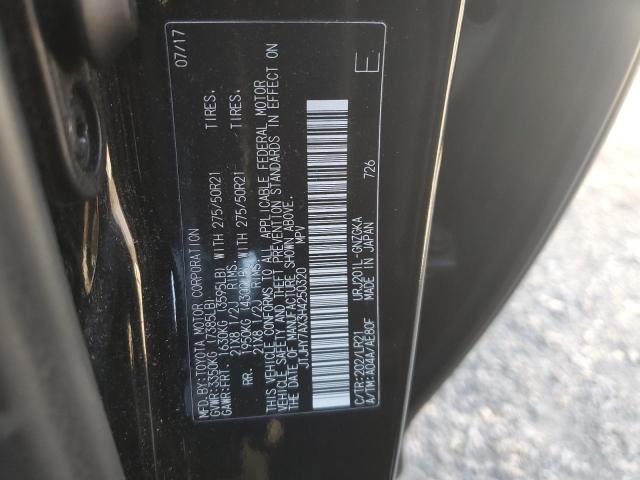 MFD.BY:TOYOTA MOTOR CORPORATION 07/17
GVWR:3350KG (7385LB)
GAWR:FRT. 1630KG (3595LB) WITH 275/50R21 TIRES.
21X8 1/2J RIMS.
RR. 1950KG (4300LB) WITH 275/50R21 TIRES.
21X8 1/2J RIMS.
THIS VEHICLE CONFORMS TO ALL APPLICABLE FEDERAL MOTOR
VEHICLE SAFETY AND THEFT PREVENTION STANDARDS IN EFFECT ON
THE DATE OF MANUFACTURE SHOWN ABOVE.
JTJHY7AX3H4250320 MPV E
C/TR:202/LR21 URJ201L-GNZGKA 726
A/TM:A04A/AE80F MADE IN JAPAN